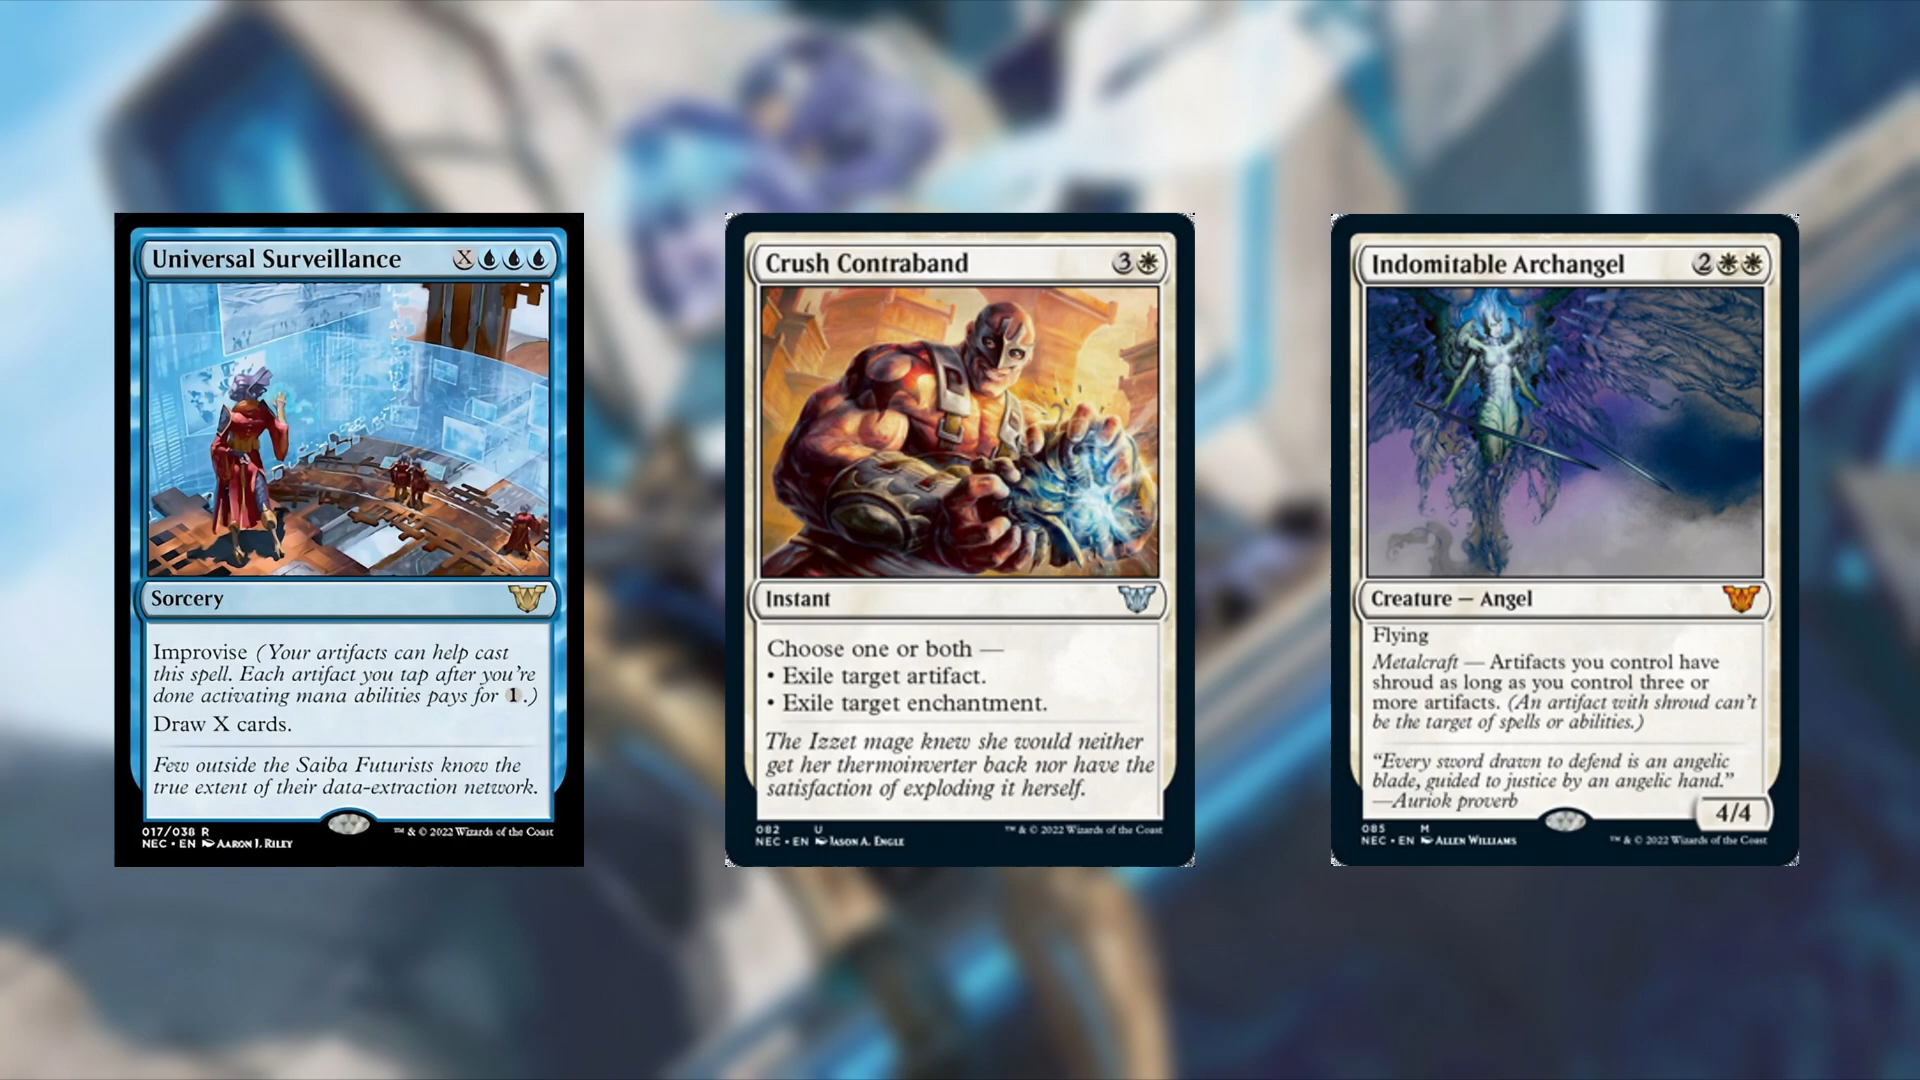 Universal Surveillance X
Sorcery
Improvise (Your artifacts can help cast
this spell. Each artifact you tap after you're
done activating mana abilities pays for 1.)
Draw X cards.
Few outside the Saiba Futurists know the
true extent of their data-extraction network.
017/038 R
NEC • EN AARON J. RILEY
™ & © 2022 Wizards of the Coast
Crush Contraband 3
Instant
Choose one or both —
• Exile target artifact.
• Exile target enchantment.
The Izzet mage knew she would neither
get her thermoinverter back nor have the
satisfaction of exploding it herself.
082 U
NEC • EN JASON A. ENGLE
™ & © 2022 Wizards of the Coast
Indomitable Archangel 2
Creature — Angel
Flying
Metalcraft — Artifacts you control have
shroud as long as you control three or
more artifacts. (An artifact with shroud can't
be the target of spells or abilities.)
"Every sword drawn to defend is an angelic
blade, guided to justice by an angelic hand."
—Auriok proverb
4/4
085 M
NEC • EN ALLEN WILLIAMS
™ & © 2022 Wizards of the Coast